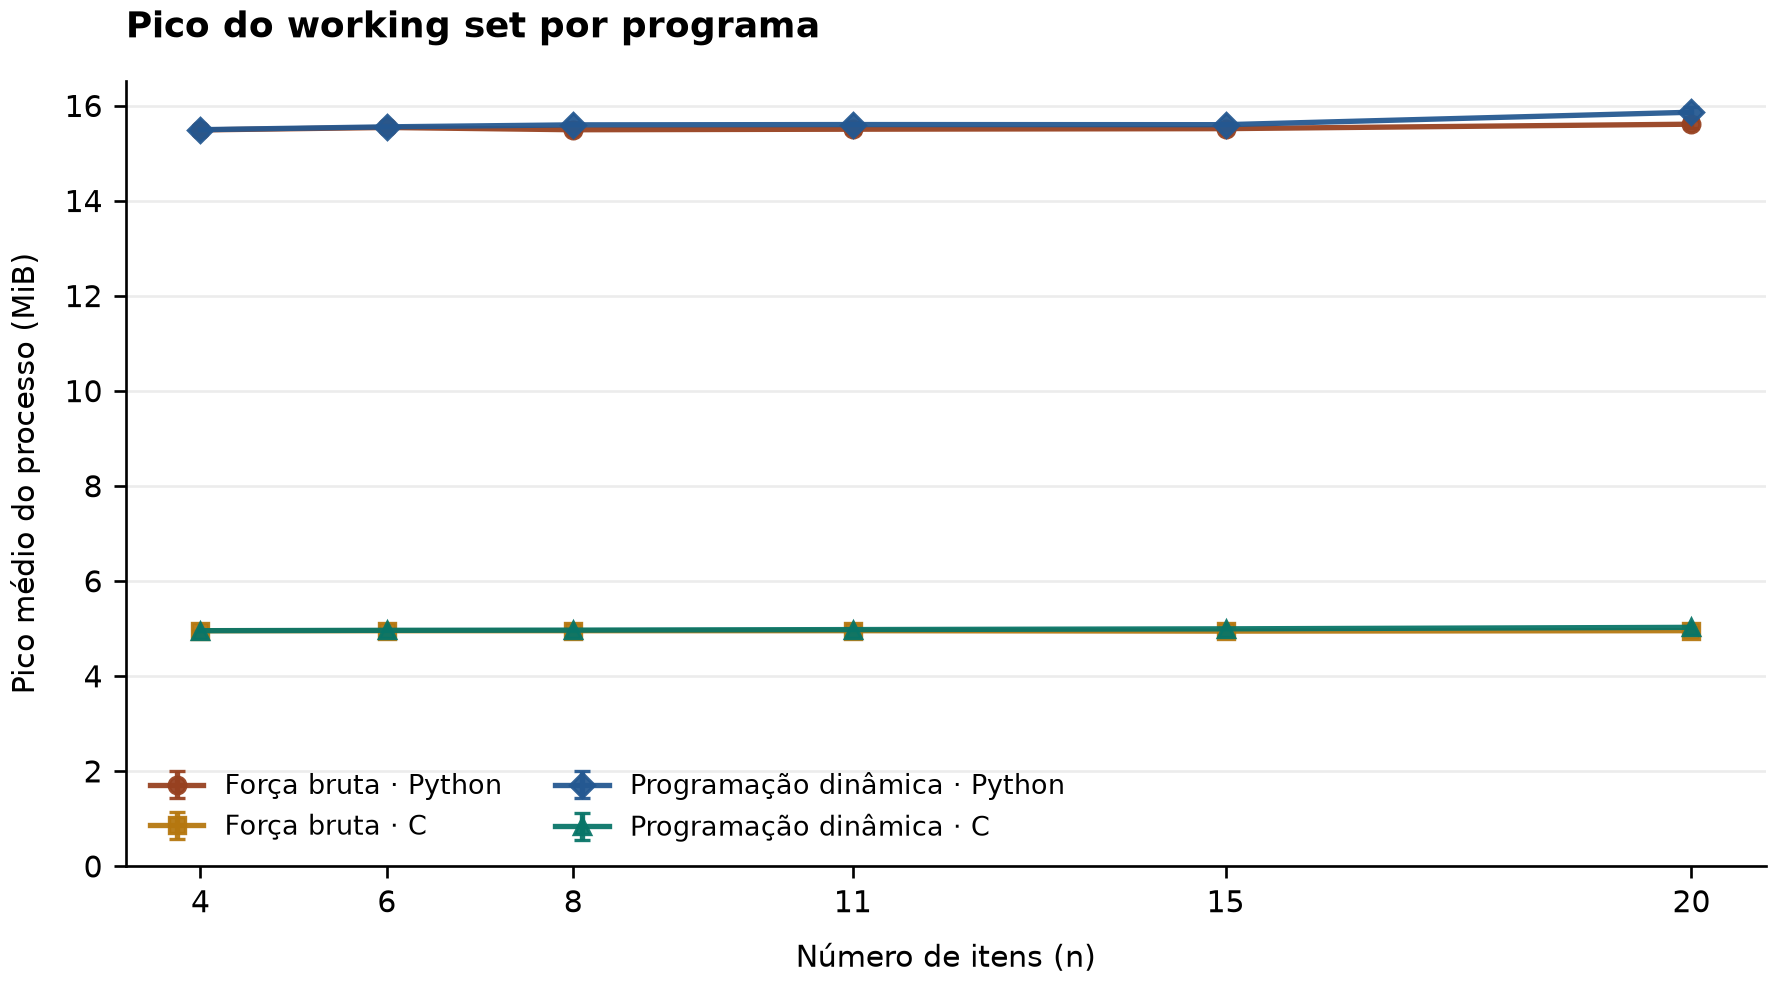 Pico do working set por programa
Pico médio do processo (MiB)
16
14
12
10
8
6
4
2
0
Força bruta · Python
Programação dinâmica · Python
Força bruta · C
Programação dinâmica · C
4 6 8 11 15 20
Número de itens (n)